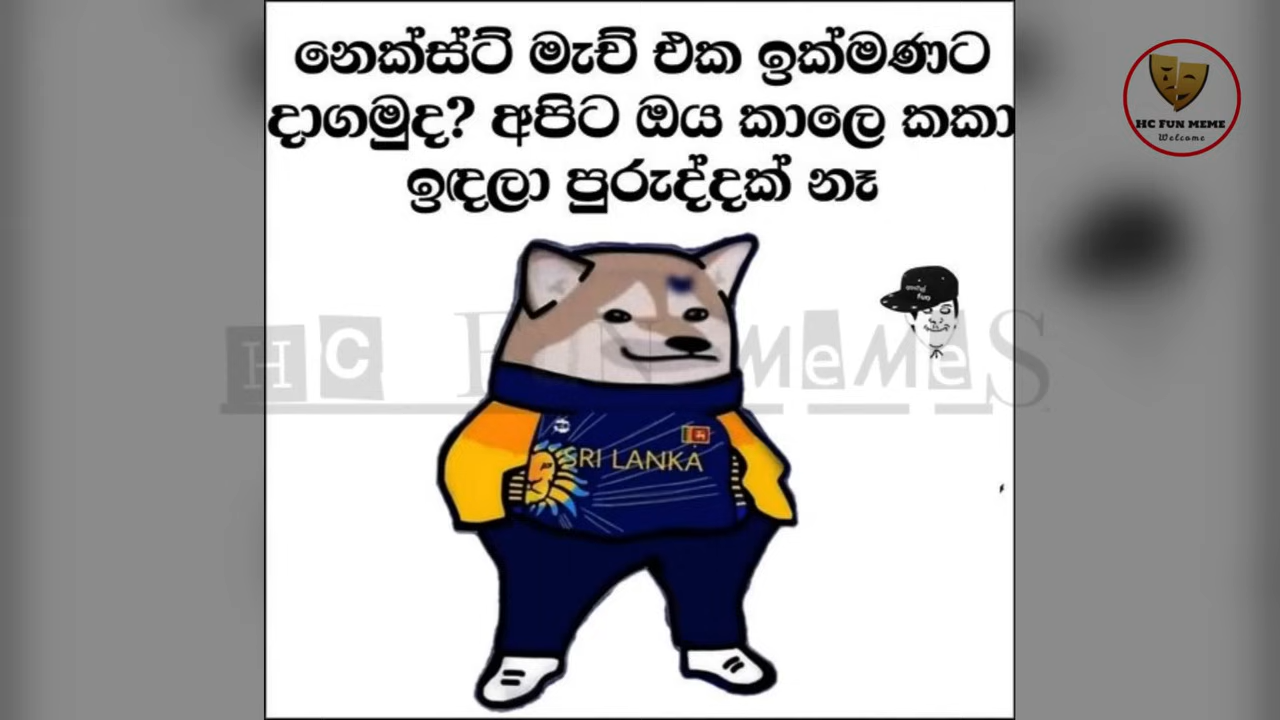 නෙක්ස්ට් මැච් එක ඉක්මණට
දාගමුද? අපිට ඔය කාලෙ කකා
ඉඳලා පුරුද්දක් නෑ
HC FUN MEME
Welcome
HC FUN MeMeS
SRI LANKA